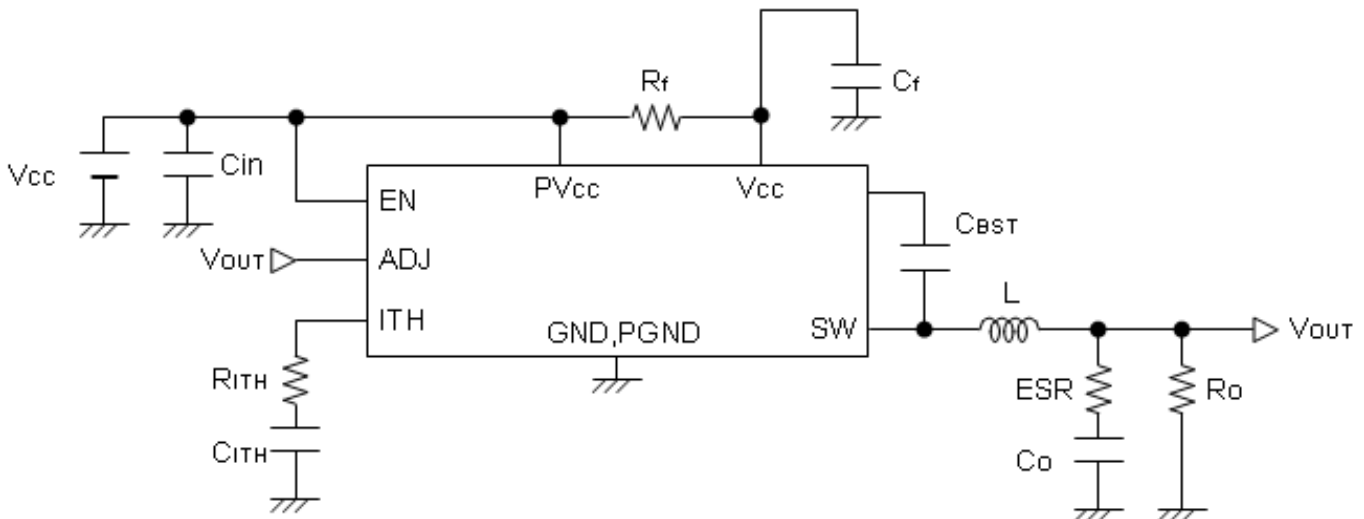 Rf
Cf
Vcc
Cin
PVcc
Vcc
EN
CBST
VOUT
ADJ
L
ITH
GND,PGND
SW
VOUT
RITH
ESR
Ro
CITH
Co